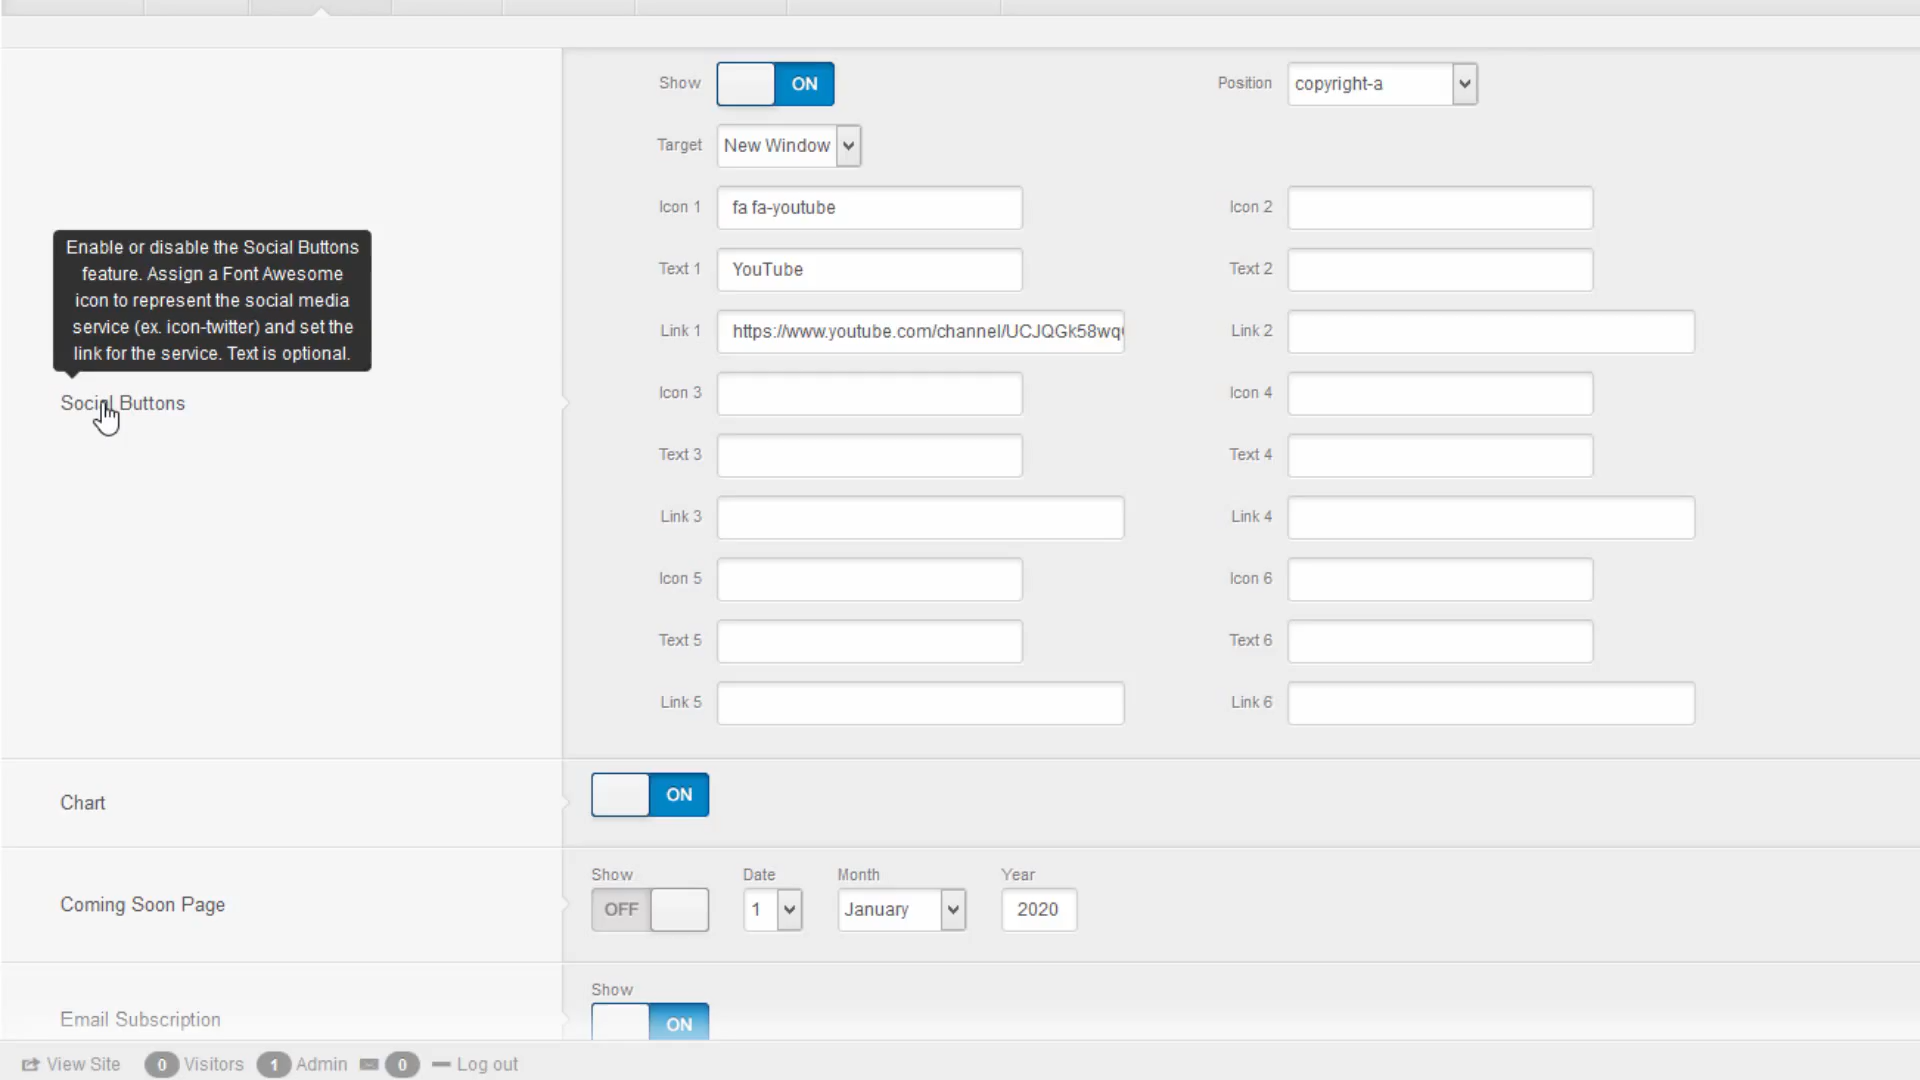 Show ON Position copyright-a
Target New Window
Icon 1 fa fa-youtube Icon 2
Text 1 YouTube Text 2
Link 1 https://www.youtube.com/channel/UCJQGk58wq Link 2
Icon 3 Icon 4
Text 3 Text 4
Link 3 Link 4
Icon 5 Icon 6
Text 5 Text 6
Link 5 Link 6
Enable or disable the Social Buttons
feature. Assign a Font Awesome
icon to represent the social media
service (ex. icon-twitter) and set the
link for the service. Text is optional.
Social Buttons
Chart ON
Coming Soon Page
Show Date Month Year
OFF 1 January 2020
Email Subscription
Show
ON
View Site 0 Visitors 1 Admin 0 Log out